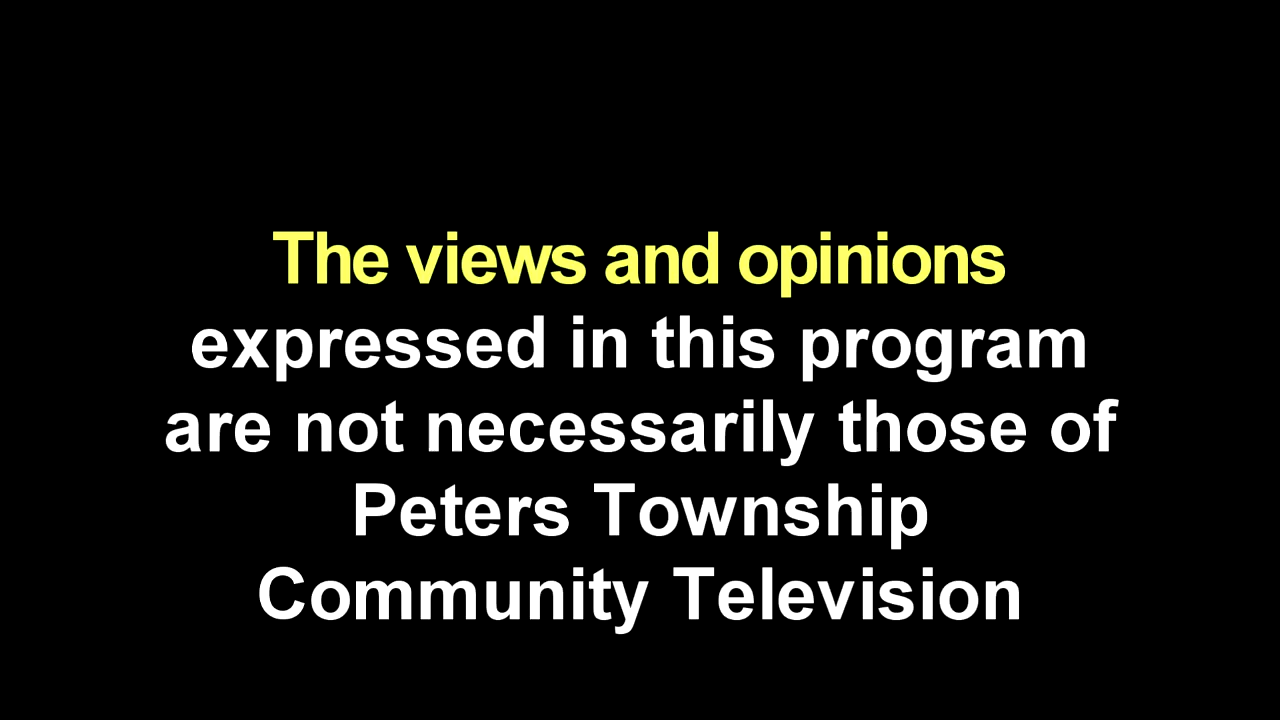 The views and opinions
expressed in this program
are not necessarily those of
Peters Township
Community Television